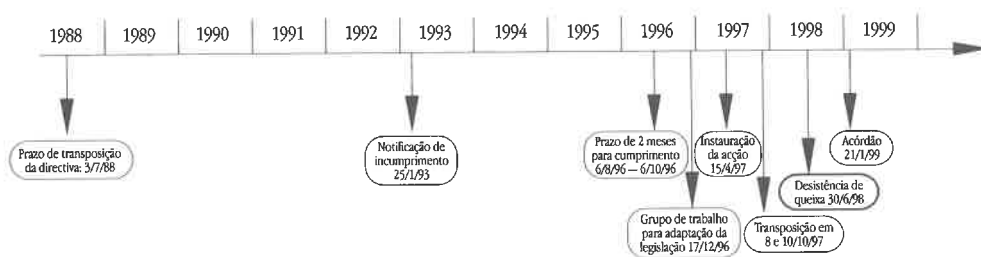 1988 1989 1990 1991 1992 1993 1994 1995 1996 1997 1998 1999
Prazo de transposição
da directiva: 3/7/88
Notificação de
incumprimento
25/1/93
Prazo de 2 meses
para cumprimento
6/8/96 — 6/10/96
Grupo de trabalho
para adaptação da
legislação 17/12/96
Instauração
da acção
15/4/97
Transposição em
8 e 10/10/97
Desistência de
queixa 30/6/98
Acórdão
21/1/99